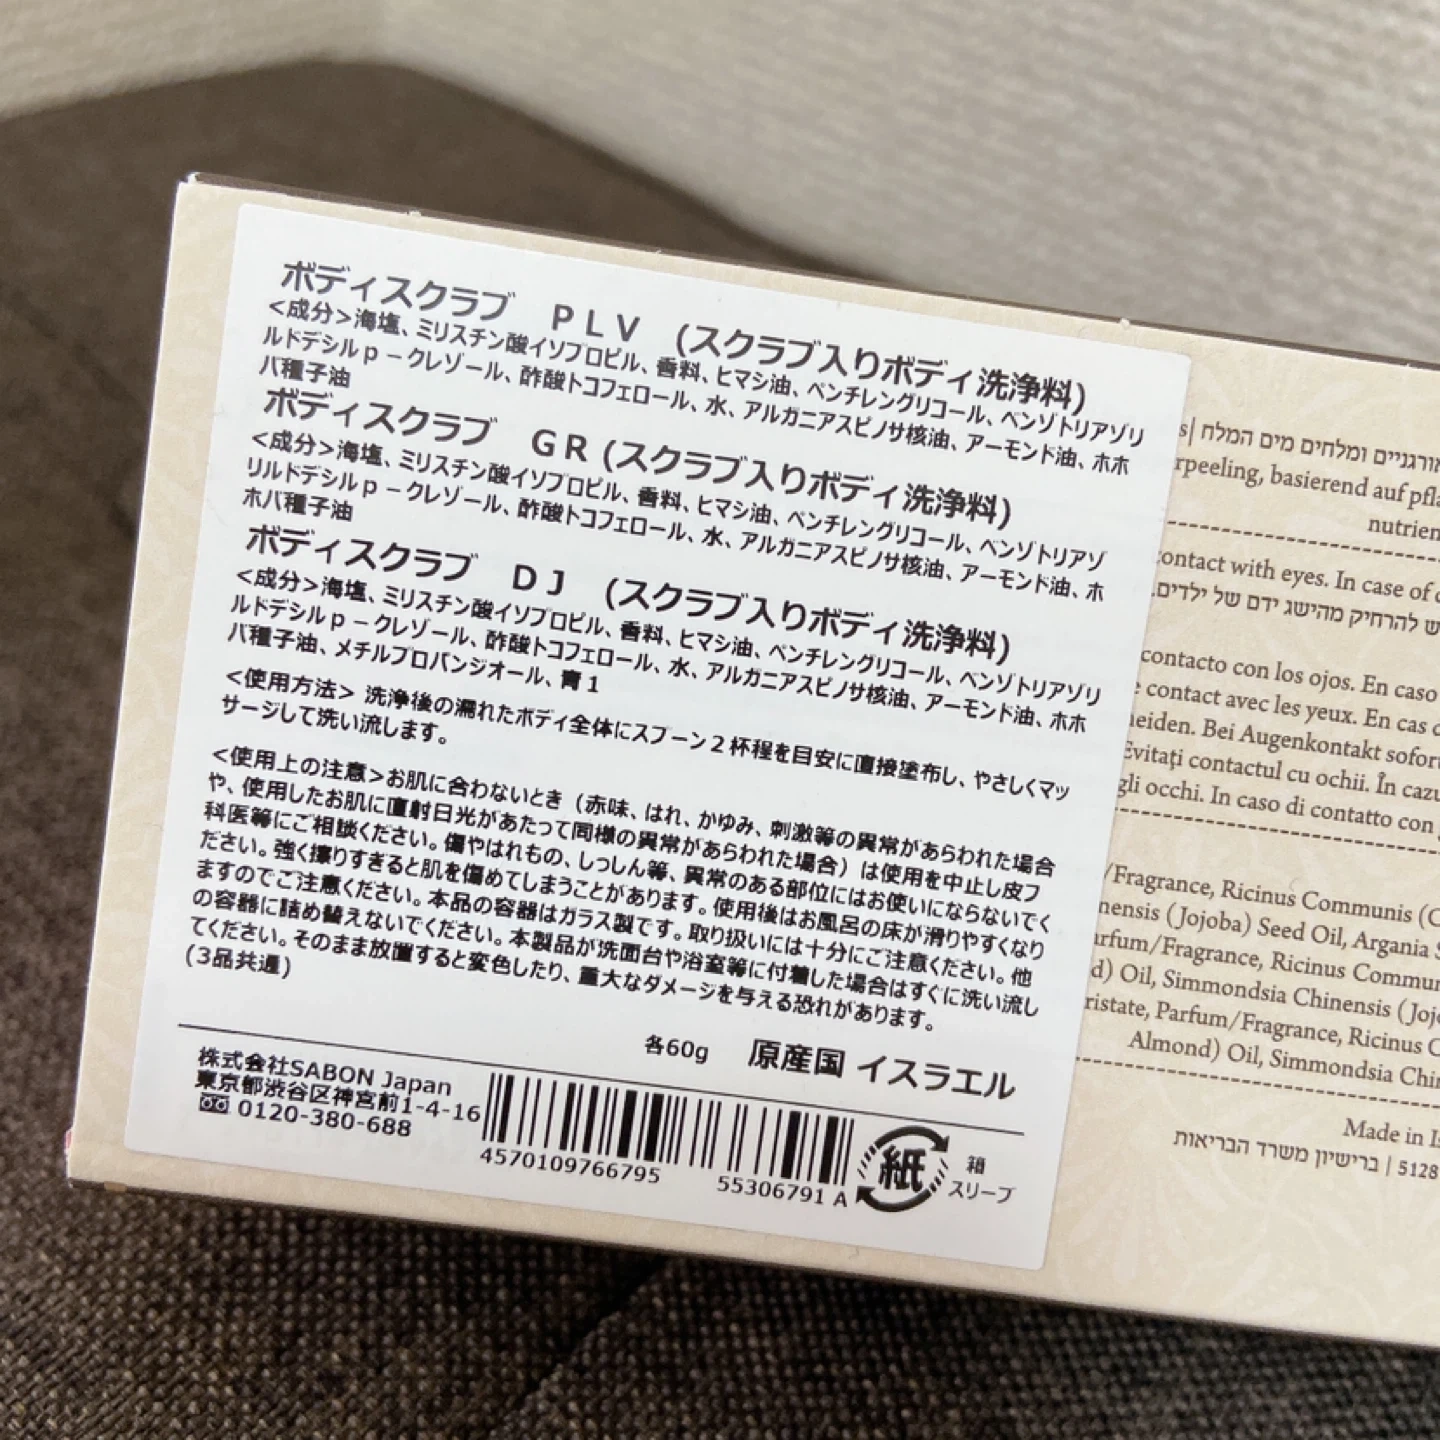 ボディスクラブ　ＰＬＶ　(スクラブ入りボディ洗浄料)
<成分>海塩、ミリスチン酸イソプロピル、香料、ヒマシ油、ペンチレングリコール、ベンゾトリアゾリ
ルドデシルｐ－クレゾール、酢酸トコフェロール、水、アルガニアスピノサ核油、アーモンド油、ホホ
バ種子油
ボディスクラブ　ＧＲ (スクラブ入りボディ洗浄料)
<成分>海塩、ミリスチン酸イソプロピル、香料、ヒマシ油、ペンチレングリコール、ベンゾトリアゾ
リルドデシルｐ－クレゾール、酢酸トコフェロール、水、アルガニアスピノサ核油、アーモンド油、ホ
ホバ種子油
ボディスクラブ　ＤＪ　(スクラブ入りボディ洗浄料)
<成分>海塩、ミリスチン酸イソプロピル、香料、ヒマシ油、ペンチレングリコール、ベンゾトリアゾリ
ルドデシルｐ－クレゾール、酢酸トコフェロール、水、アルガニアスピノサ核油、アーモンド油、ホホ
バ種子油、メチルプロパンジオール、青１
<使用方法> 洗浄後の濡れたボディ全体にスプーン２杯程を目安に直接塗布し、やさしくマッ
サージして洗い流します。
<使用上の注意>お肌に合わないとき（赤味、はれ、かゆみ、刺激等の異常があらわれた場合
や、使用したお肌に直射日光があたって同様の異常があらわれた場合）は使用を中止し皮フ
科医等にご相談ください。傷やはれもの、しっしん等、異常のある部位にはお使いにならないでく
ださい。強く擦りすぎると肌を傷めてしまうことがあります。使用後はお風呂の床が滑りやすくなり
ますのでご注意ください。本品の容器はガラス製です。取り扱いには十分にご注意ください。他
の容器に詰め替えないでください。本製品が洗面台や浴室等に付着した場合はすぐに洗い流し
てください。そのまま放置すると変色したり、重大なダメージを与える恐れがあります。
(３品共通)
各60g　原産国 イスラエル
株式会社SABON Japan
東京都渋谷区神宮前1-4-16
0120-380-688
4570109766795
55306791 A
紙
箱
スリーブ
אורגניים ומלחים מים המלח |
peeling, basierend auf
nutrien
contact with eyes. In case of
להרחיק מהישג ידם של ילדים.
contacto con los ojos. En caso
contact avec les yeux. En cas
Bei Augenkontakt sofort
Evitați contactul cu ochii. În
gli occhi. In caso di contatto con
/Fragrance, Ricinus Communis
(Jojoba) Seed Oil, Argania
/Fragrance, Ricinus
Oil, Simmondsia Chinensis
Parfum/Fragrance, Ricinus
Almond) Oil, Simmondsia
Made in
ברישיון משרד הבריאות | 5128